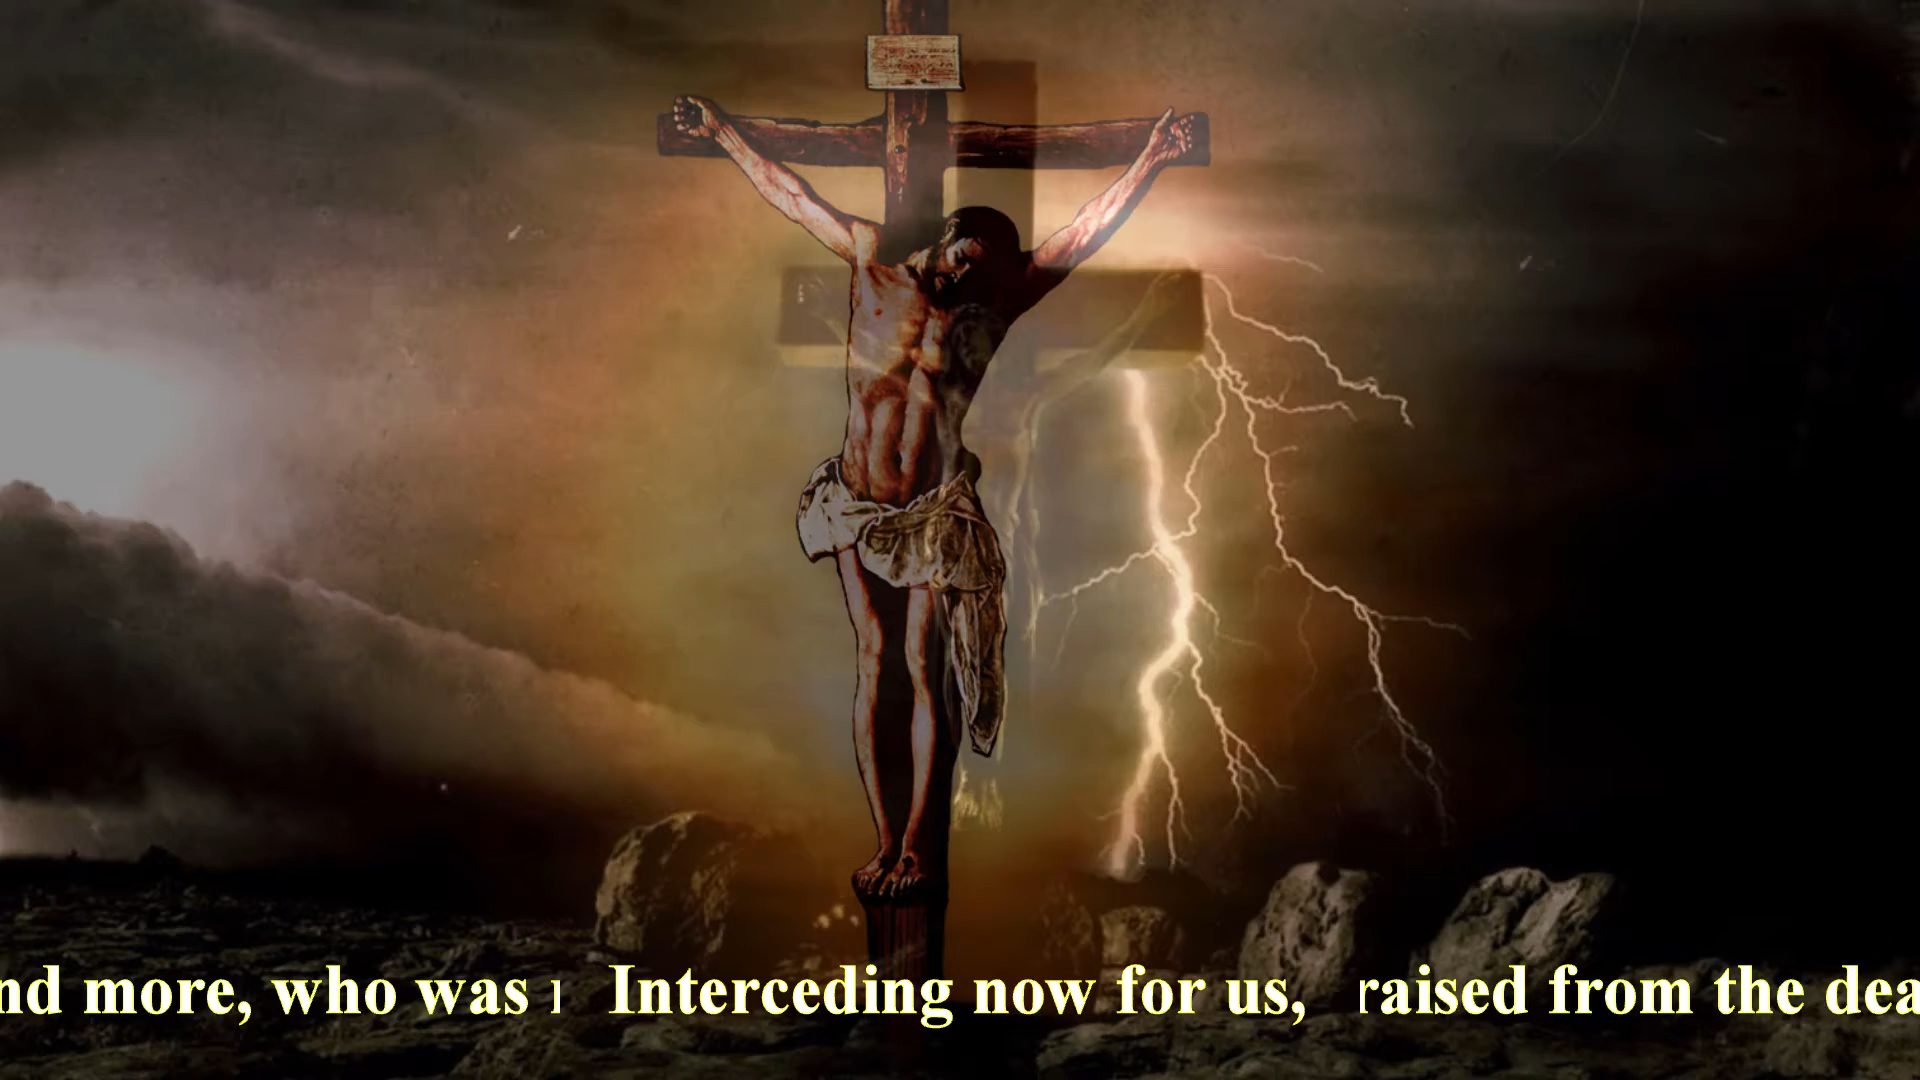 nd more, who was Interceding now for us, raised from the dea